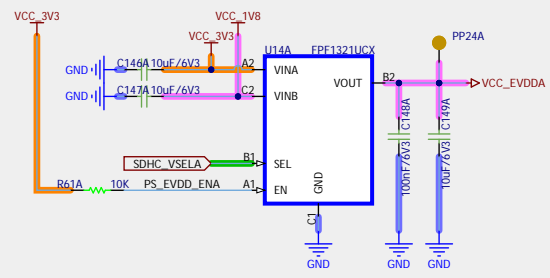 VCC_3V3
VCC_1V8
VCC_3V3
U14A
FPF1321UCX
PP24A
GND
C146A
10uF/6V3
A2
VINA
GND
C147A
10uF/6V3
C2
VINB
VOUT
B2
VCC_EVDDA
C148A
100nF/6V3
C149A
10uF/6V3
SDHC_VSELA
B1
SEL
R61A
10K
PS_EVDD_ENA
A1
EN
GND
C1
GND
GND
GND